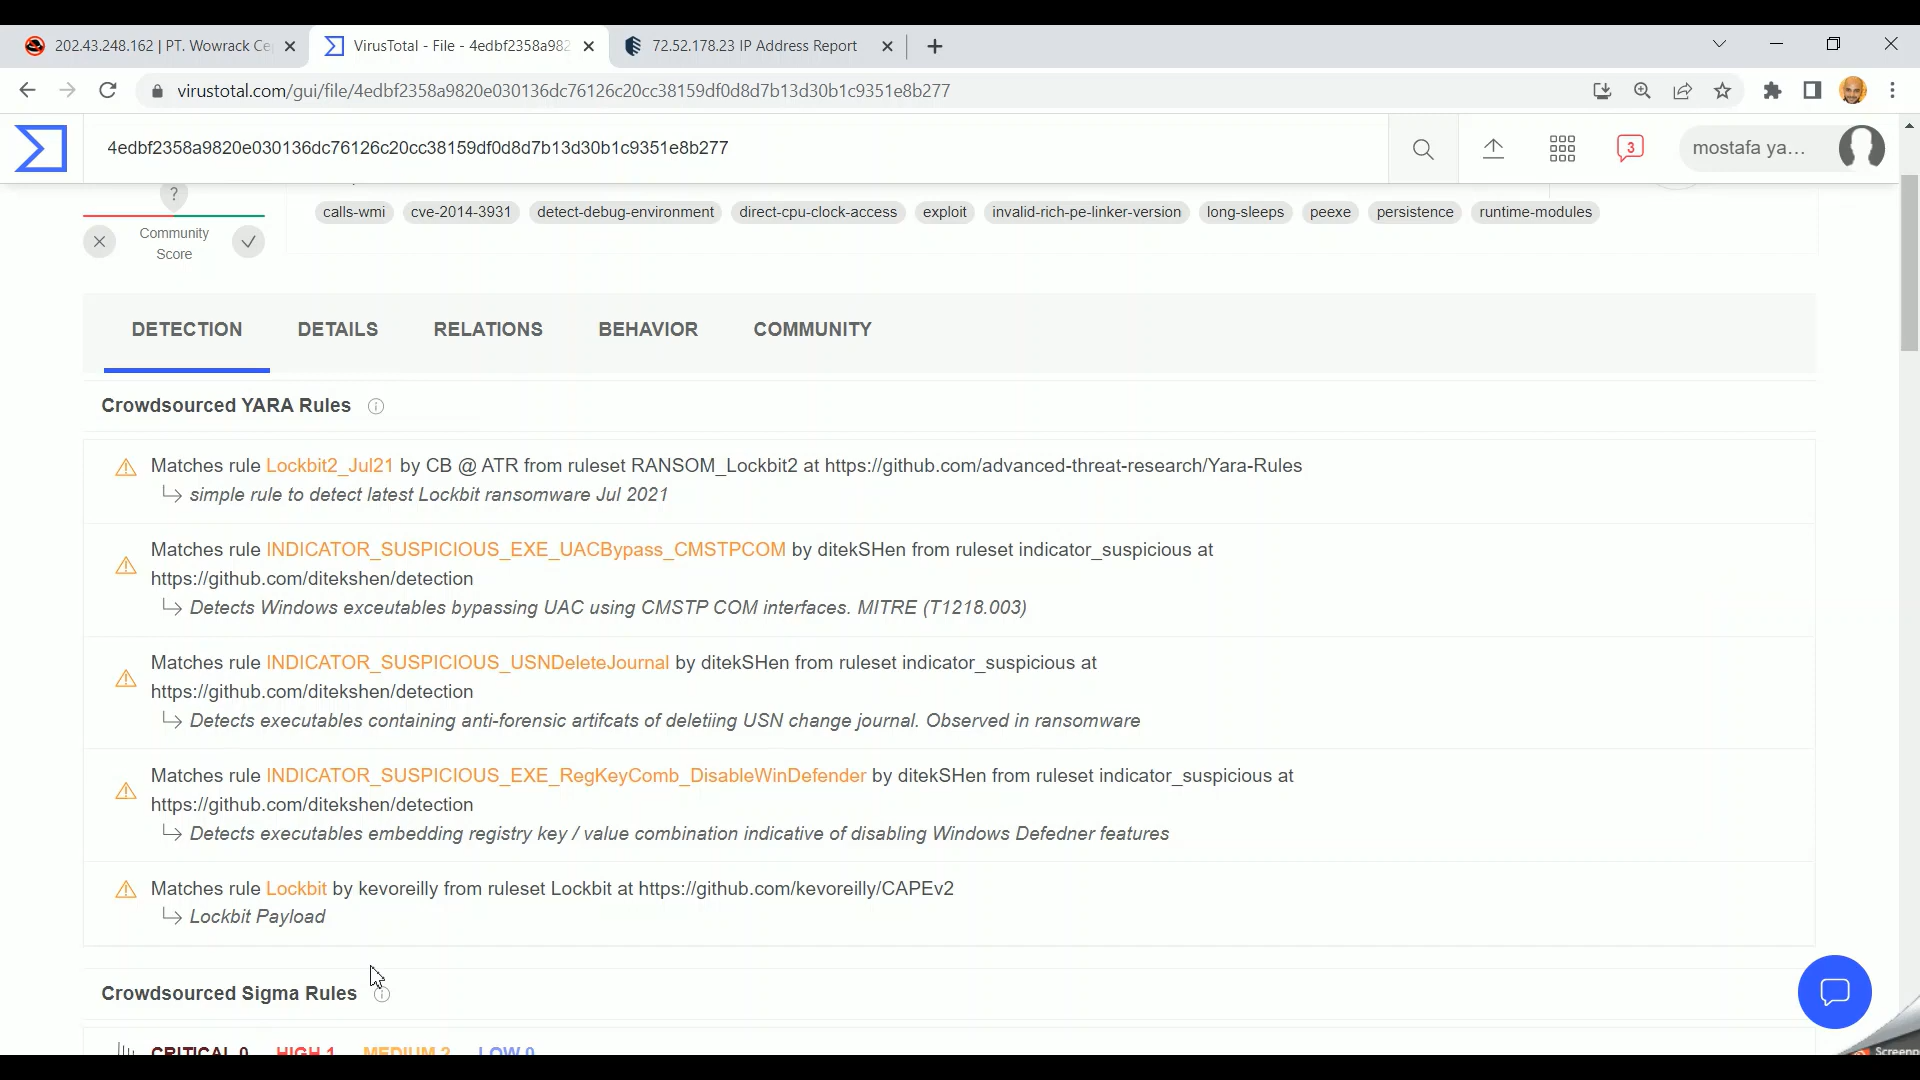 202.43.248.162 | PT. Wowrack Ce
VirusTotal - File - 4edbf2358a982
72.52.178.23 IP Address Report
virustotal.com/gui/file/4edbf2358a9820e030136dc76126c20cc38159df0d8d7b13d30b1c9351e8b277
4edbf2358a9820e030136dc76126c20cc38159df0d8d7b13d30b1c9351e8b277
3
mostafa ya...
?
Community
Score
calls-wmi cve-2014-3931 detect-debug-environment direct-cpu-clock-access exploit invalid-rich-pe-linker-version long-sleeps peexe persistence runtime-modules
DETECTION DETAILS RELATIONS BEHAVIOR COMMUNITY
Crowdsourced YARA Rules
Matches rule Lockbit2_Jul21 by CB @ ATR from ruleset RANSOM_Lockbit2 at https://github.com/advanced-threat-research/Yara-Rules
simple rule to detect latest Lockbit ransomware Jul 2021
Matches rule INDICATOR_SUSPICIOUS_EXE_UACBypass_CMSTPCOM by ditekSHen from ruleset indicator_suspicious at
https://github.com/ditekshen/detection
Detects Windows exceutables bypassing UAC using CMSTP COM interfaces. MITRE (T1218.003)
Matches rule INDICATOR_SUSPICIOUS_USNDeleteJournal by ditekSHen from ruleset indicator_suspicious at
https://github.com/ditekshen/detection
Detects executables containing anti-forensic artifcats of deletiing USN change journal. Observed in ransomware
Matches rule INDICATOR_SUSPICIOUS_EXE_RegKeyComb_DisableWinDefender by ditekSHen from ruleset indicator_suspicious at
https://github.com/ditekshen/detection
Detects executables embedding registry key / value combination indicative of disabling Windows Defedner features
Matches rule Lockbit by kevoreilly from ruleset Lockbit at https://github.com/kevoreilly/CAPEv2
Lockbit Payload
Crowdsourced Sigma Rules
CRITICAL 0 HIGH 1 MEDIUM 2 LOW 0